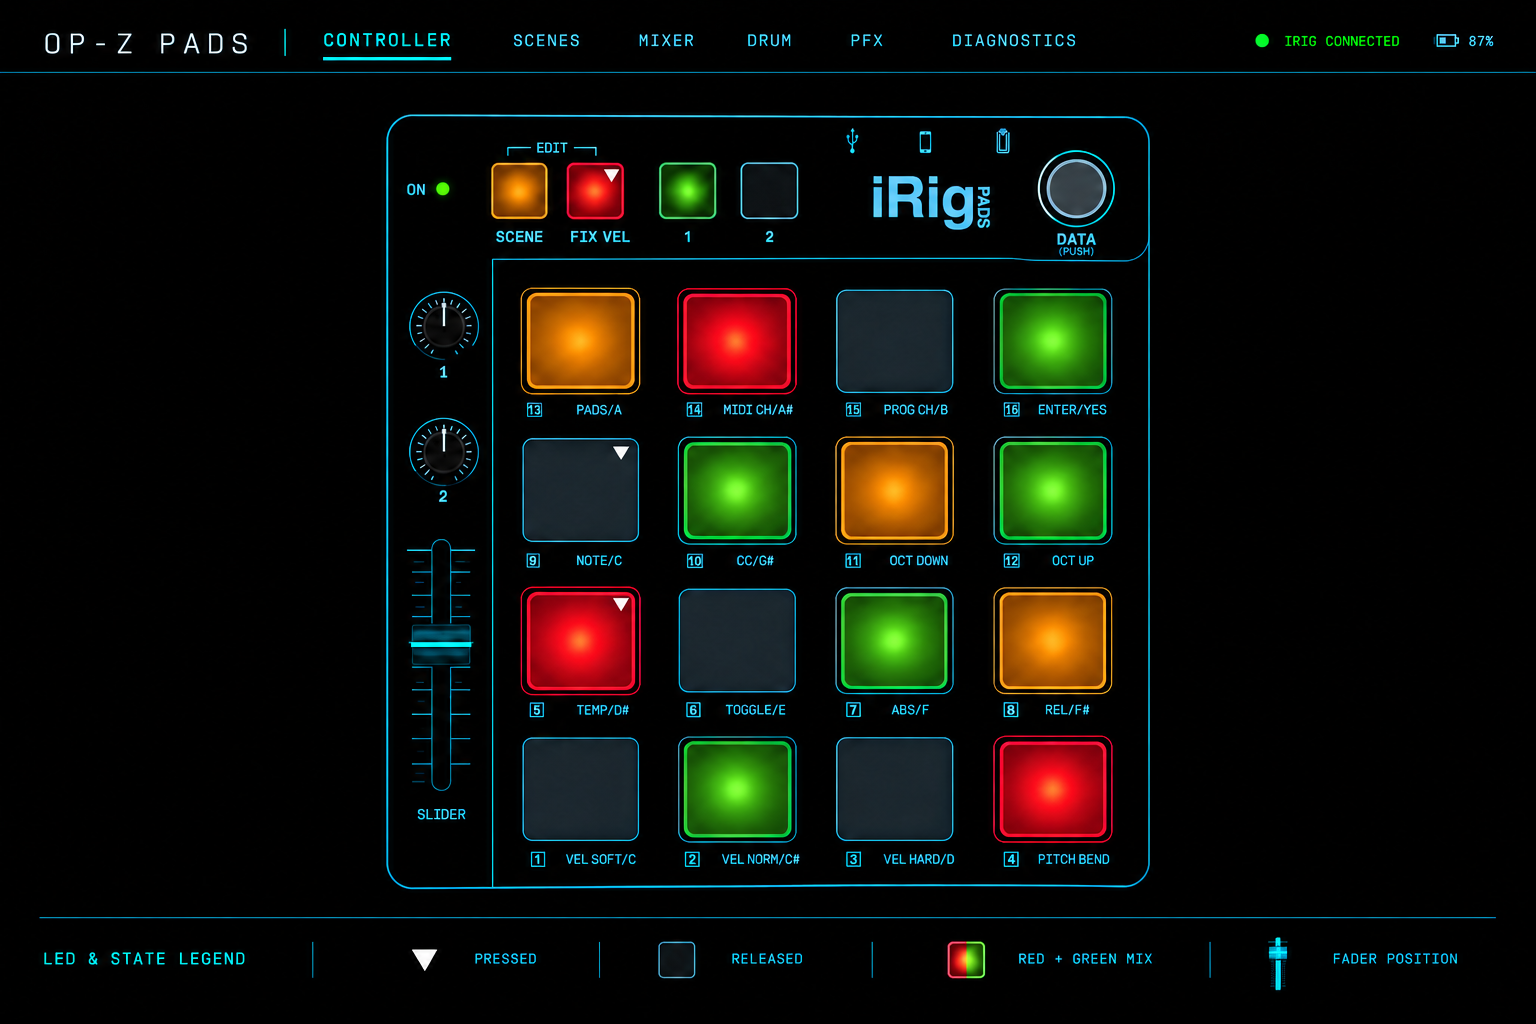 OP-Z PADS
CONTROLLER
SCENES
MIXER
DRUM
PFX
DIAGNOSTICS
IRIG CONNECTED
87%
EDIT
ON
SCENE
FIX VEL
1
2
iRig PADS
DATA
(PUSH)
1
2
SLIDER
13 PADS/A
14 MIDI CH/A#
15 PROG CH/B
16 ENTER/YES
9 NOTE/C
10 CC/G#
11 OCT DOWN
12 OCT UP
5 TEMP/D#
6 TOGGLE/E
7 ABS/F
8 REL/F#
1 VEL SOFT/C
2 VEL NORM/C#
3 VEL HARD/D
4 PITCH BEND
LED & STATE LEGEND
PRESSED
RELEASED
RED + GREEN MIX
FADER POSITION